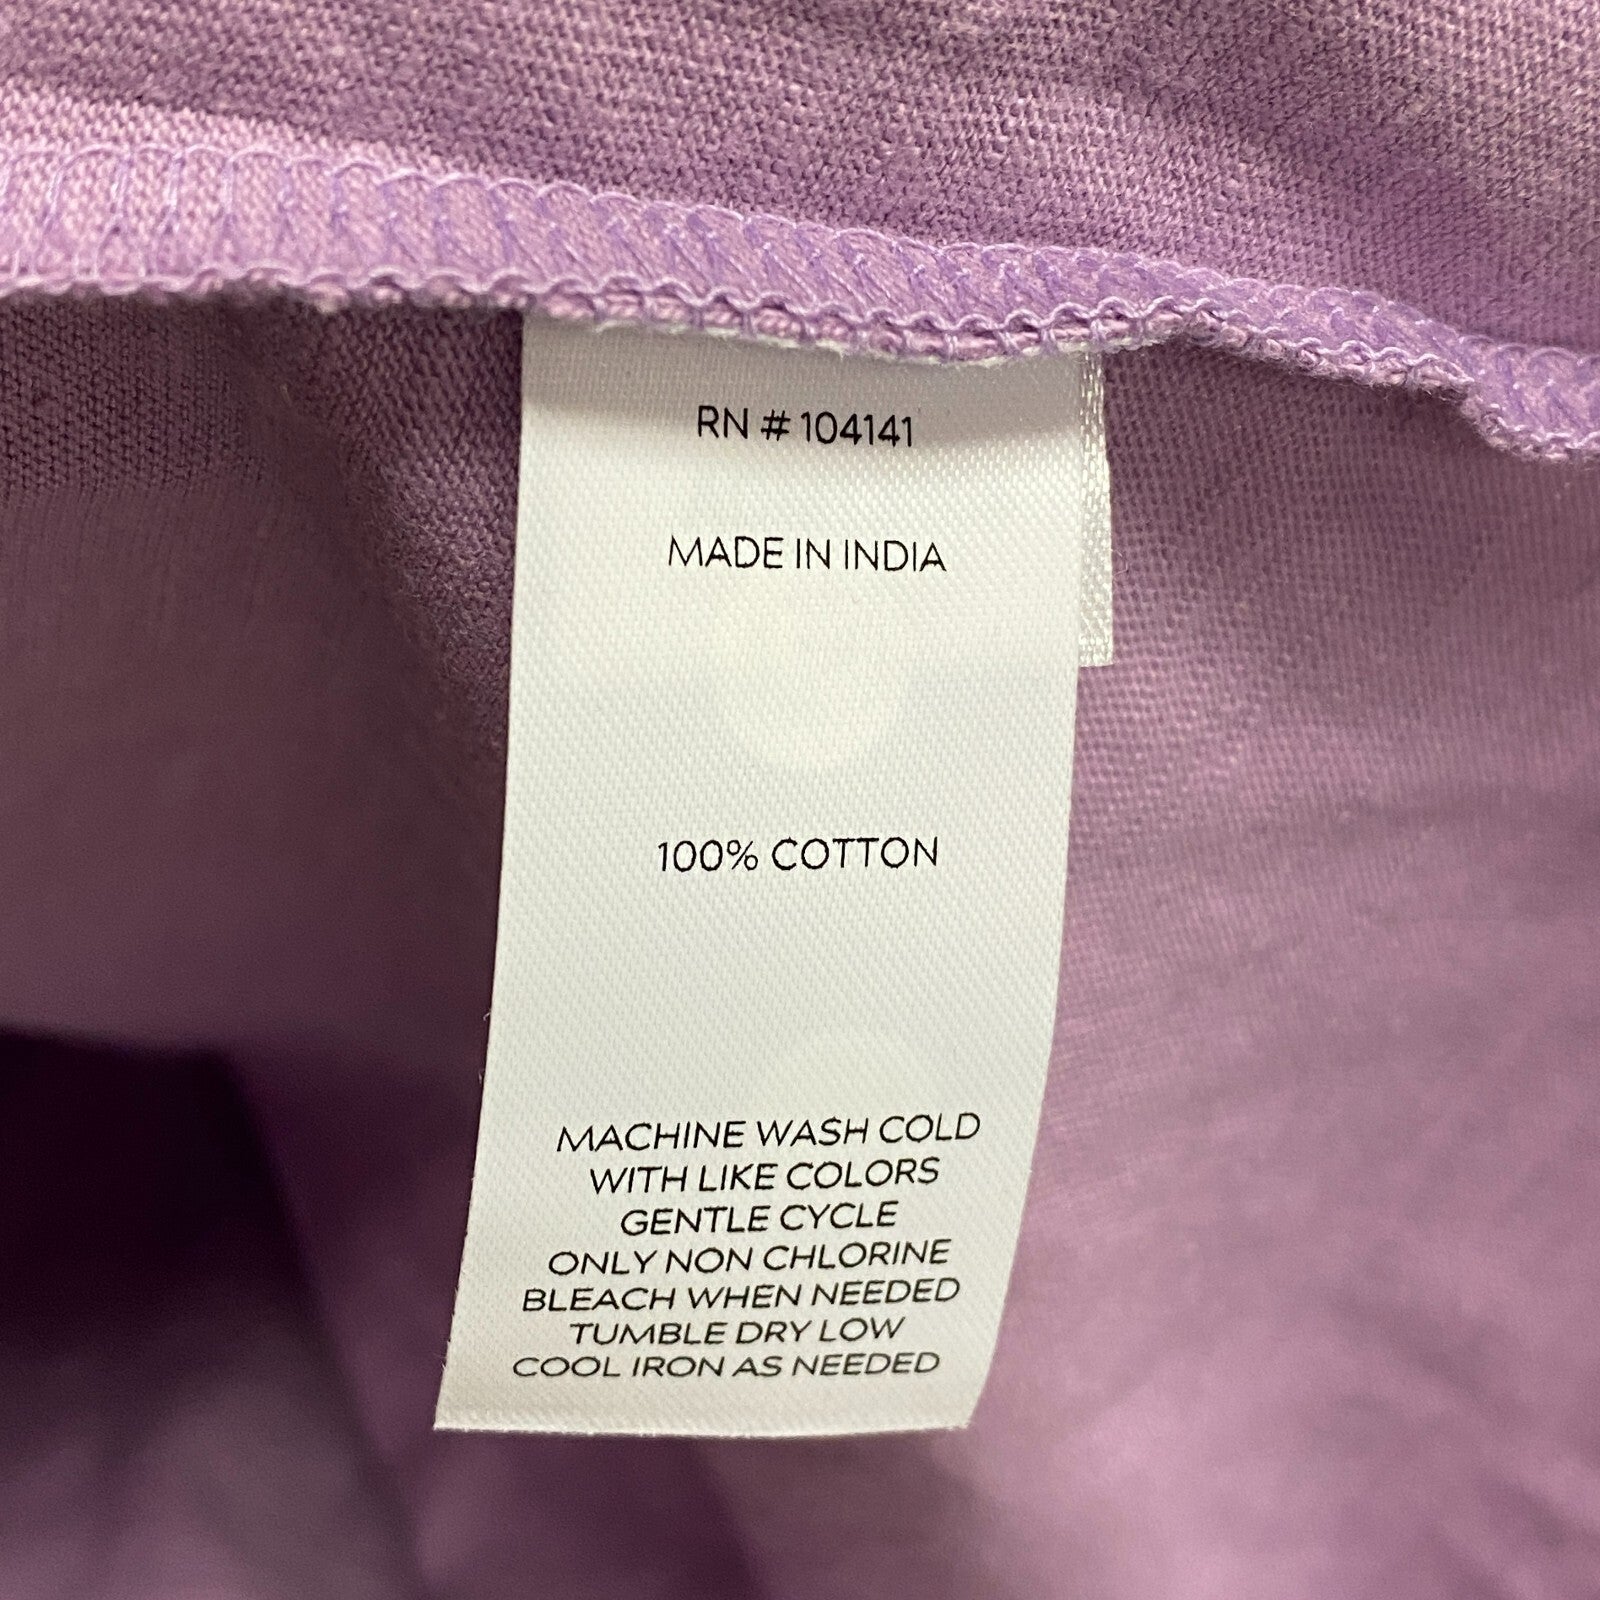 RN # 104141
MADE IN INDIA
100% COTTON
MACHINE WASH COLD
WITH LIKE COLORS
GENTLE CYCLE
ONLY NON CHLORINE
BLEACH WHEN NEEDED
TUMBLE DRY LOW
COOL IRON AS NEEDED